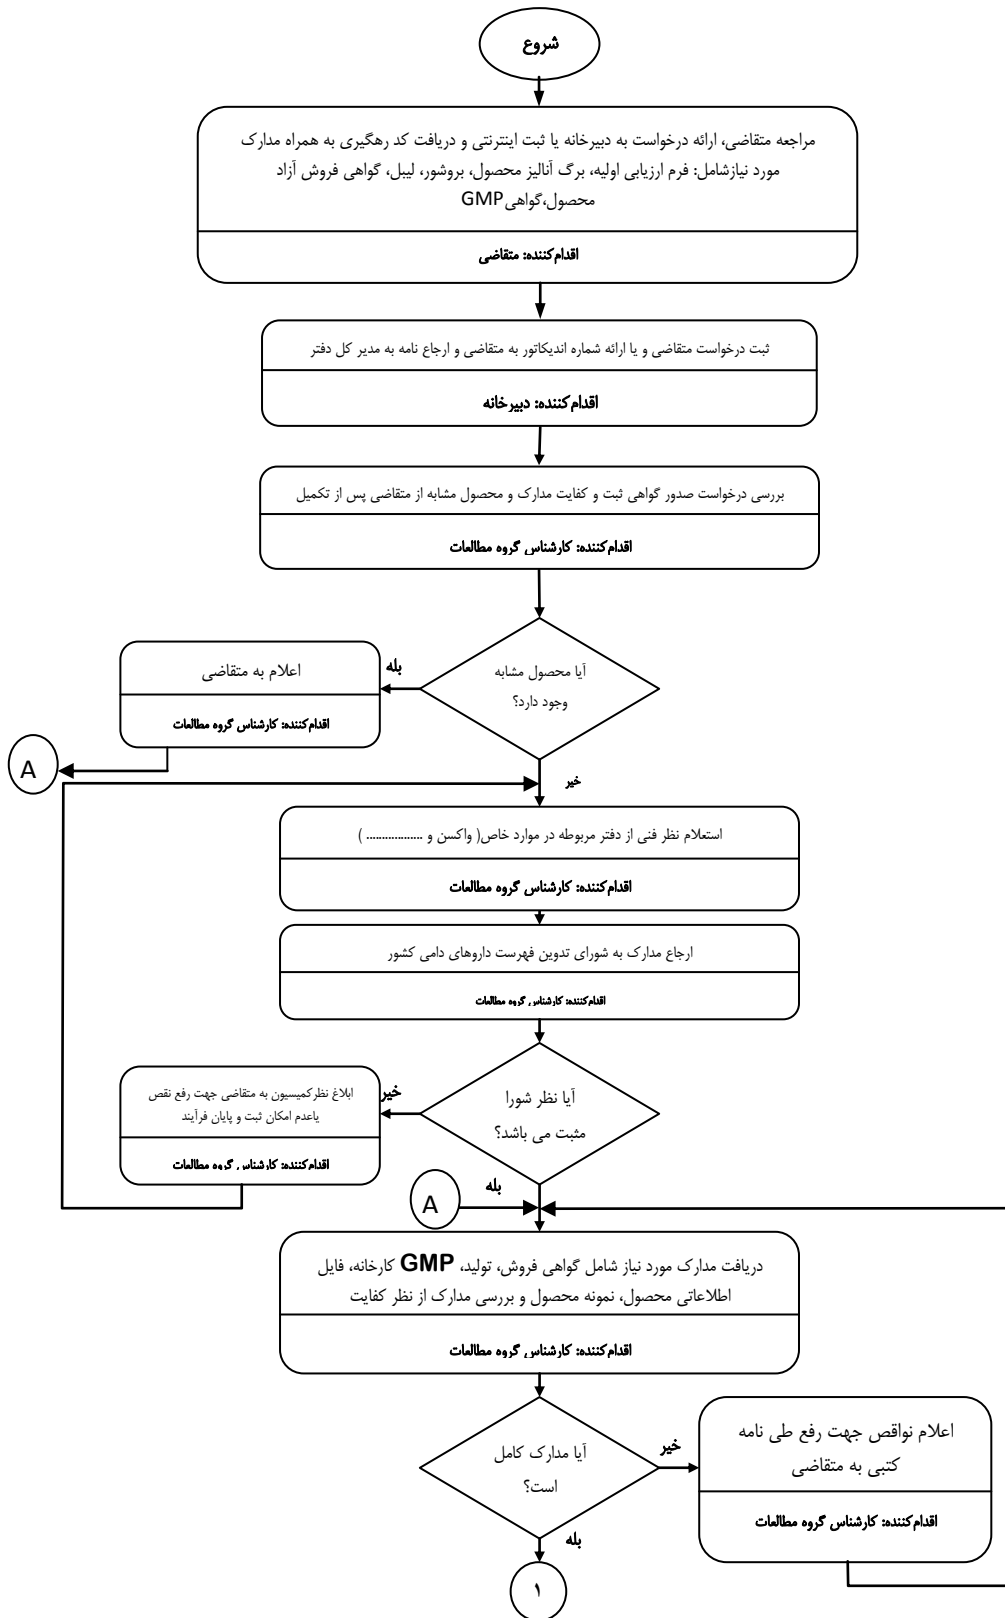 شروع
مراجعه متقاضی، ارائه درخواست به دبیرخانه یا ثبت اینترنتی و دریافت کد رهگیری به همراه مدارک
مورد نیازشامل: فرم ارزیابی اولیه، برگ آنالیز محصول، بروشور، لیبل، گواهی فروش آزاد
محصول،گواهیGMP
اقدام‌کننده: متقاضی
ثبت درخواست متقاضی و یا ارائه شماره اندیکاتور به متقاضی و ارجاع نامه به مدیر کل دفتر
اقدام‌کننده: دبیرخانه
بررسی درخواست صدور گواهی ثبت و کفایت مدارک و محصول مشابه از متقاضی پس از تکمیل
اقدام‌کننده: کارشناس گروه مطالعات
آیا محصول مشابه
وجود دارد؟
بله
اعلام به متقاضی
اقدام‌کننده: کارشناس گروه مطالعات
A
خیر
استعلام نظر فنی از دفتر مربوطه در موارد خاص( واکسن و .................. )
اقدام‌کننده: کارشناس گروه مطالعات
ارجاع مدارک به شورای تدوین فهرست داروهای دامی کشور
اقدام‌کننده: کارشناس گروه مطالعات
آیا نظر شورا
مثبت می باشد؟
خیر
ابلاغ نظرکمیسیون به متقاضی جهت رفع نقص
یاعدم امکان ثبت و پایان فرآیند
اقدام‌کننده: کارشناس گروه مطالعات
بله
A
دریافت مدارک مورد نیاز شامل گواهی فروش، تولید، GMP کارخانه، فایل
اطلاعاتی محصول، نمونه محصول و بررسی مدارک از نظر کفایت
اقدام‌کننده: کارشناس گروه مطالعات
آیا مدارک کامل
است؟
خیر
اعلام نواقص جهت رفع طی نامه
کتبی به متقاضی
اقدام‌کننده: کارشناس گروه مطالعات
بله
۱